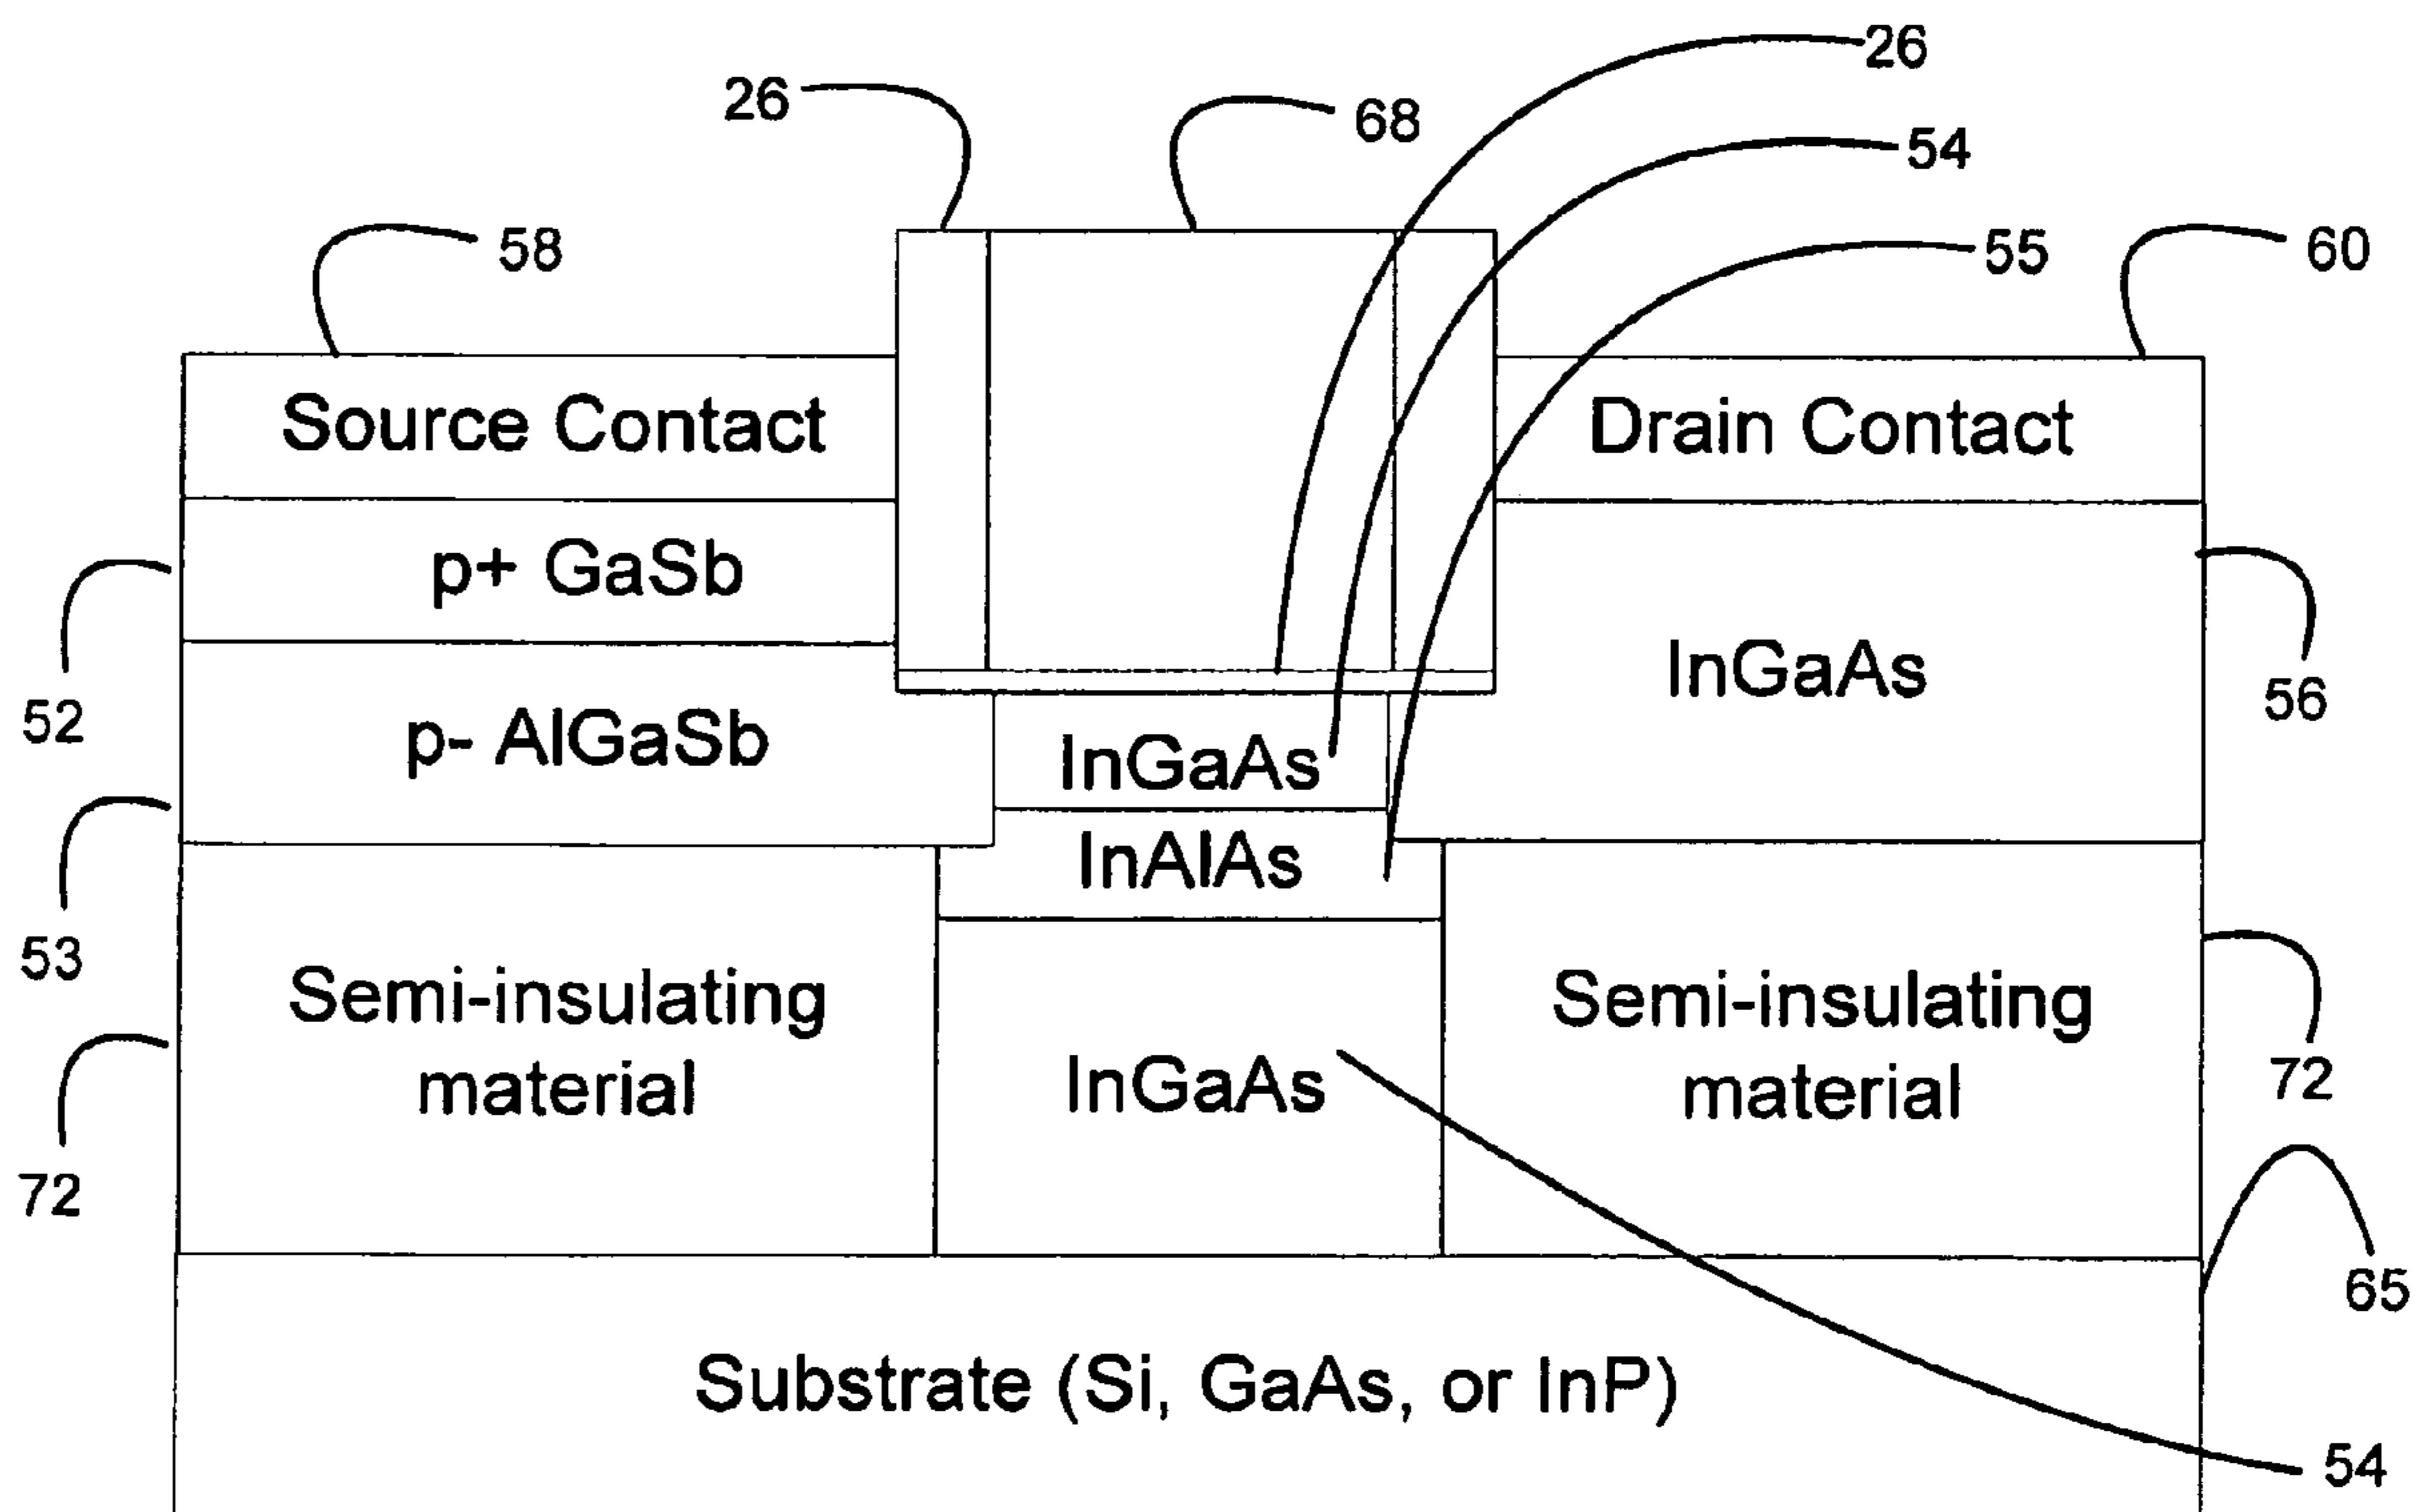 26
26
68
54
58
55
60
Source Contact
Drain Contact
p+ GaSb
InGaAs
52
56
p- AlGaSb
InGaAs
InAlAs
53
Semi-insulating
material
Semi-insulating
material
InGaAs
72
72
65
Substrate (Si, GaAs, or InP)
54